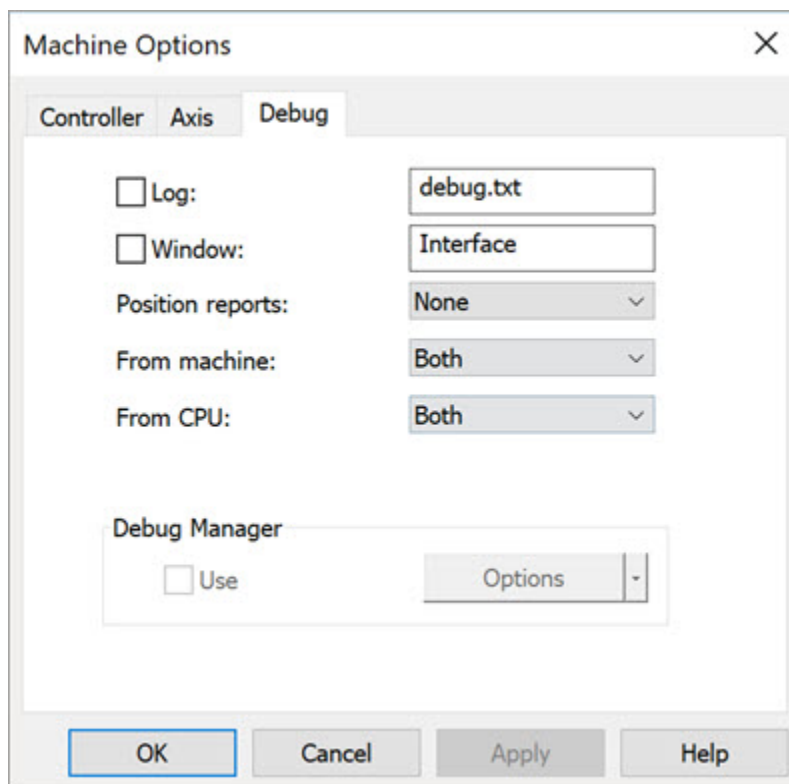 Machine Options
Controller Axis Debug
Log: debug.txt
Window: Interface
Position reports: None
From machine: Both
From CPU: Both
Debug Manager
Use Options
OK Cancel Apply Help